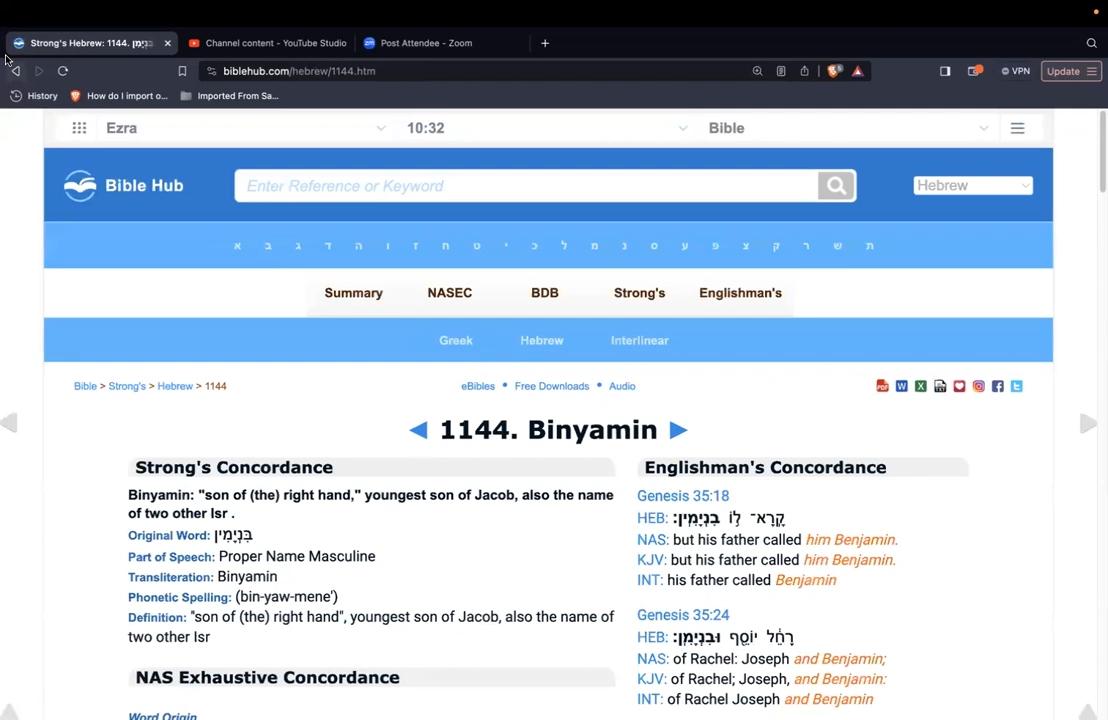 Strong's Hebrew: 1144. בִּנְיָמִן
Channel content - YouTube Studio
Post Attendee - Zoom
biblehub.com/hebrew/1144.htm
VPN
Update
History
How do I import o...
Imported From Sa...
Ezra
10:32
Bible
Bible Hub
Enter Reference or Keyword
Hebrew
א ב ג ד ה ו ז ח ט י כ ל מ נ ס ע פ צ ק ר ש ת
Summary
NASEC
BDB
Strong's
Englishman's
Greek
Hebrew
Interlinear
Bible > Strong's > Hebrew > 1144
eBibles • Free Downloads • Audio
◄ 1144. Binyamin ►
Strong's Concordance
Binyamin: "son of (the) right hand," youngest son of Jacob, also the name
of two other Isr .
Original Word: בִּנְיָמִין
Part of Speech: Proper Name Masculine
Transliteration: Binyamin
Phonetic Spelling: (bin-yaw-mene')
Definition: "son of (the) right hand", youngest son of Jacob, also the name of
two other Isr
NAS Exhaustive Concordance
Word Origin
Englishman's Concordance
Genesis 35:18
HEB: קָֽרָא־ ל֥וֹ בִנְיָמִֽין׃
NAS: but his father called him Benjamin.
KJV: but his father called him Benjamin.
INT: his father called Benjamin
Genesis 35:24
HEB: רָחֵ֔ל יוֹסֵ֖ף וּבִנְיָמִֽן׃
NAS: of Rachel: Joseph and Benjamin;
KJV: of Rachel; Joseph, and Benjamin:
INT: of Rachel Joseph and Benjamin